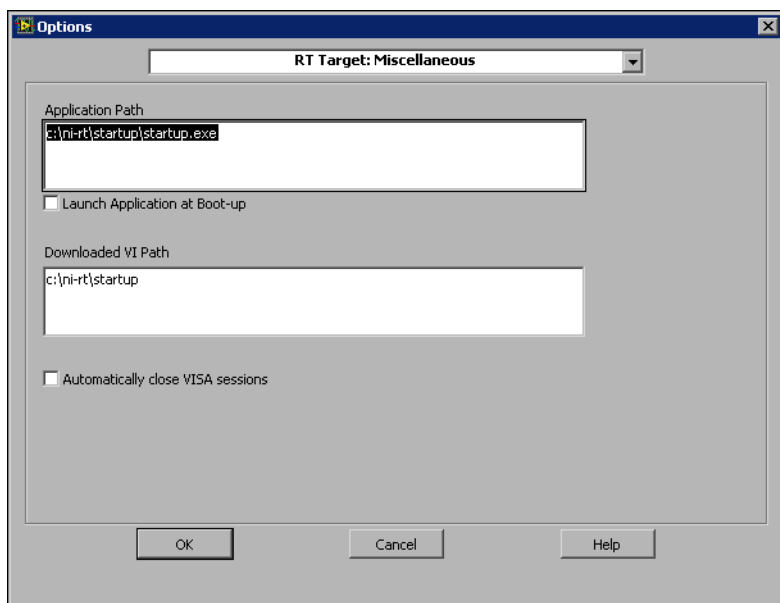 Options
RT Target: Miscellaneous
Application Path
c:\ni-rt\startup\startup.exe
Launch Application at Boot-up
Downloaded VI Path
c:\ni-rt\startup
Automatically close VISA sessions
OK Cancel Help